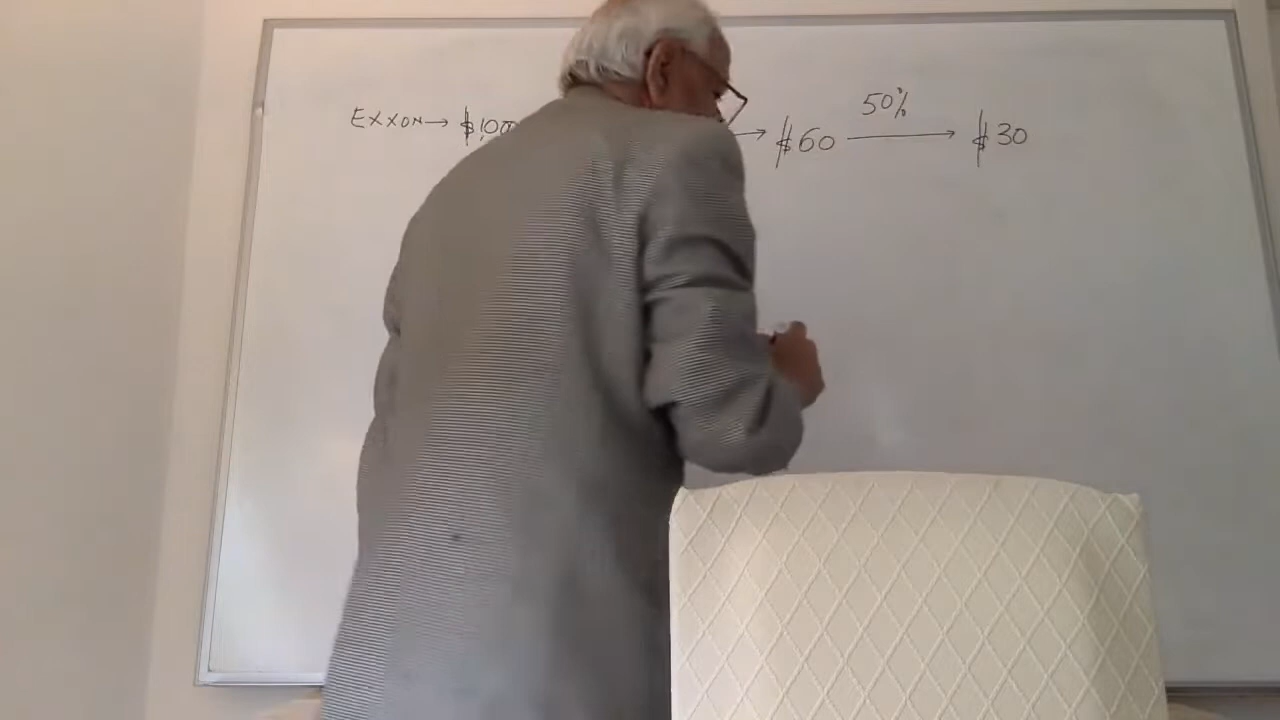 EXXON → $100 → $60 50% → $30